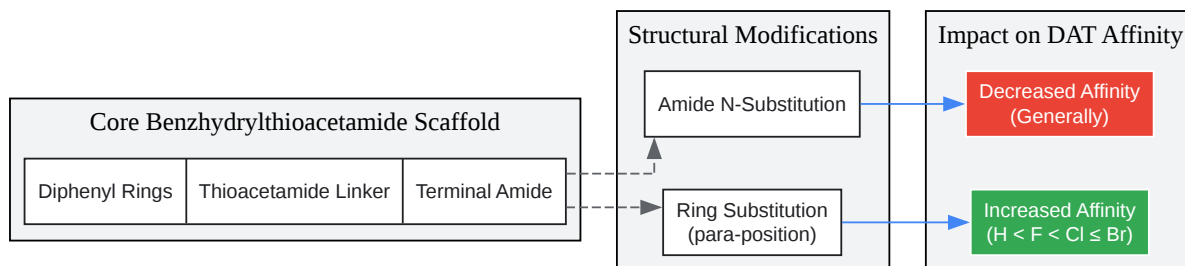 Core Benzhydrylthioacetamide Scaffold
Diphenyl Rings
Thioacetamide Linker
Terminal Amide
Structural Modifications
Amide N-Substitution
Ring Substitution
(para-position)
Impact on DAT Affinity
Decreased Affinity
(Generally)
Increased Affinity
(H < F < Cl ≤ Br)